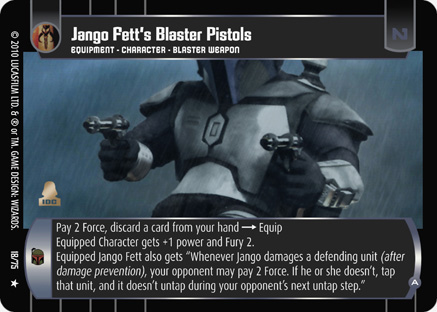 Jango Fett's Blaster Pistols
EQUIPMENT - CHARACTER - BLASTER WEAPON
N
© 2010 LUCASFILM LTD. & ® OR TM. GAME DESIGN: WIZARDS.
18/75
IDC
Pay 2 Force, discard a card from your hand → Equip
Equipped Character gets +1 power and Fury 2.
Equipped Jango Fett also gets "Whenever Jango damages a defending unit (after
damage prevention), your opponent may pay 2 Force. If he or she doesn't, tap
that unit, and it doesn't untap during your opponent's next untap step."
A